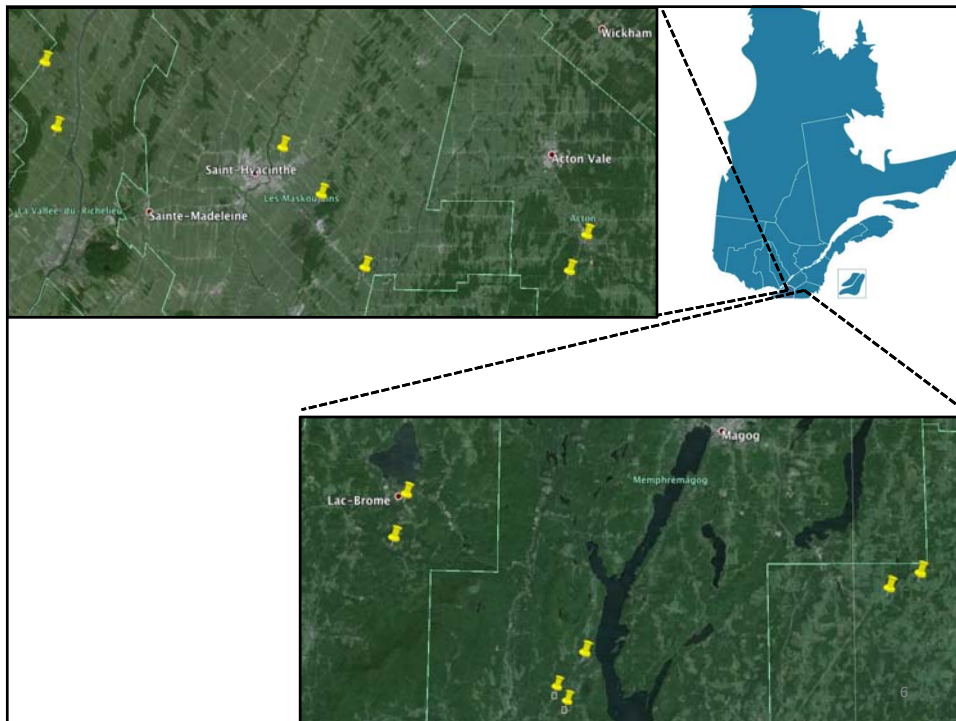 Wickham
Acton Vale
Saint-Hyacinthe
Les Maskoutains
La Vallée-du-Richelieu
Sainte-Madeleine
Acton
Magog
Memphrémagog
Lac-Brome
6